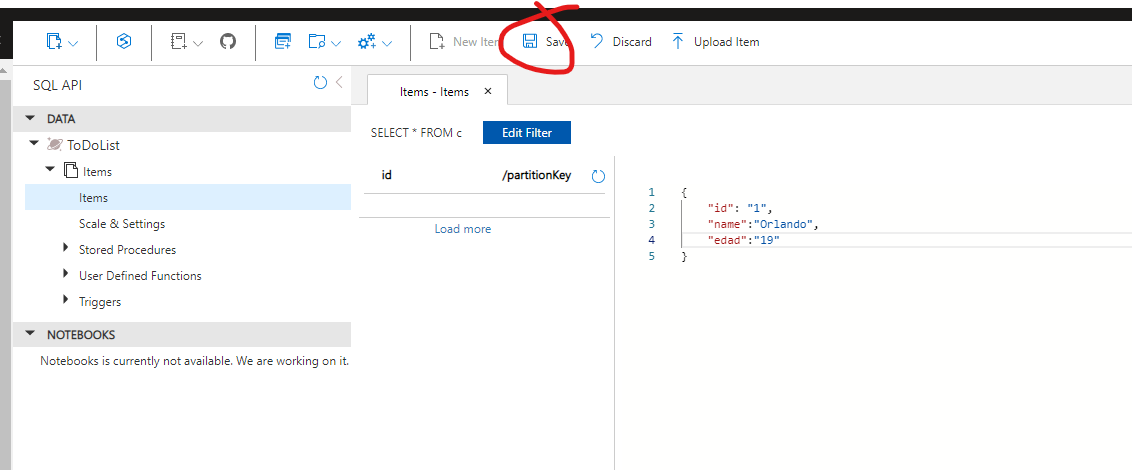 New Item Save Discard Upload Item
SQL API
Items - Items
DATA
SELECT * FROM c Edit Filter
ToDoList
Items
id /partitionKey
Items
Scale & Settings
Load more
Stored Procedures
User Defined Functions
Triggers
NOTEBOOKS
Notebooks is currently not available. We are working on it.
1 {
2 "id": "1",
3 "name":"Orlando",
4 "edad":"19"
5 }